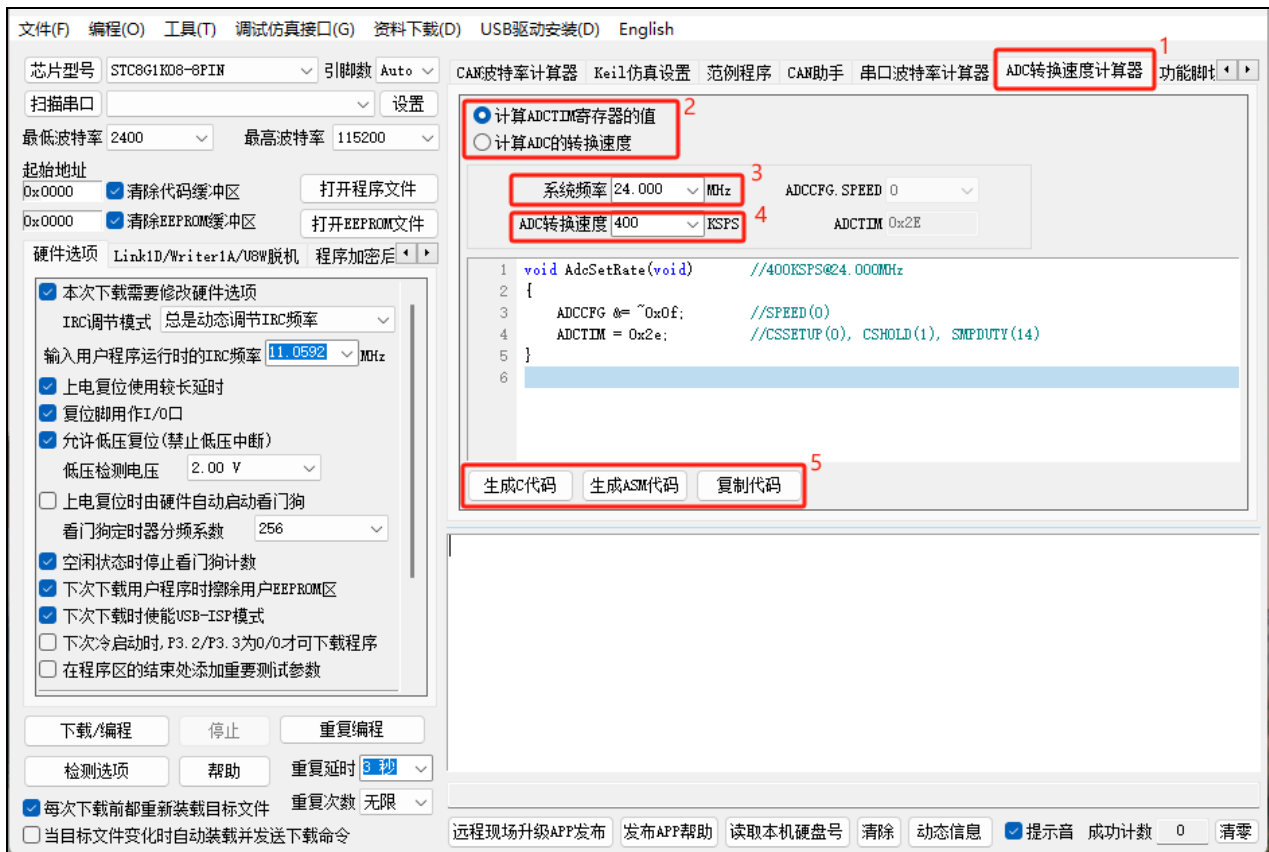 文件(F) 编程(O) 工具(T) 调试仿真接口(G) 资料下载(D) USB驱动安装(D) English
芯片型号 STC8G1K08-8PIN 引脚数 Auto
扫描串口 设置
最低波特率 2400 最高波特率 115200
起始地址
0x0000 清除代码缓冲区 打开程序文件
0x0000 清除EEPROM缓冲区 打开EEPROM文件
硬件选项 Link1D/Writer1A/U8W脱机 程序加密后
本次下载需要修改硬件选项
IRC调节模式 总是动态调节IRC频率
输入用户程序运行时的IRC频率 11.0592 MHz
上电复位使用较长延时
复位脚用作I/O口
允许低压复位(禁止低压中断)
低压检测电压 2.00 V
上电复位时由硬件自动启动看门狗
看门狗定时器分频系数 256
空闲状态时停止看门狗计数
下次下载用户程序时擦除用户EEPROM区
下次下载时使能USB-ISP模式
下次冷启动时,P3.2/P3.3为0/0才可下载程序
在程序区的结束处添加重要测试参数
下载/编程 停止 重复编程
检测选项 帮助 重复延时 3 秒
每次下载前都重新装载目标文件 重复次数 无限
当目标文件变化时自动装载并发送下载命令
1
CAN波特率计算器 Keil仿真设置 范例程序 CAN助手 串口波特率计算器 ADC转换速度计算器 功能脚
计算ADCTIM寄存器的值 2
计算ADC的转换速度
系统频率 24.000 MHz 3 ADCCFG.SPEED 0
ADC转换速度 400 KSPS 4 ADCTIM 0x2E
1 void AdcSetRate(void) //400KSPS@24.000MHz
2 {
3 ADCCFG &= ~0x0f; //SPEED(0)
4 ADCTIM = 0x2e; //CSSETUP(0), CSHOLD(1), SMPDUTY(14)
5 }
6
生成C代码 生成ASM代码 复制代码 5
远程现场升级APP发布 发布APP帮助 读取本机硬盘号 清除 动态信息 提示音 成功计数 0 清零